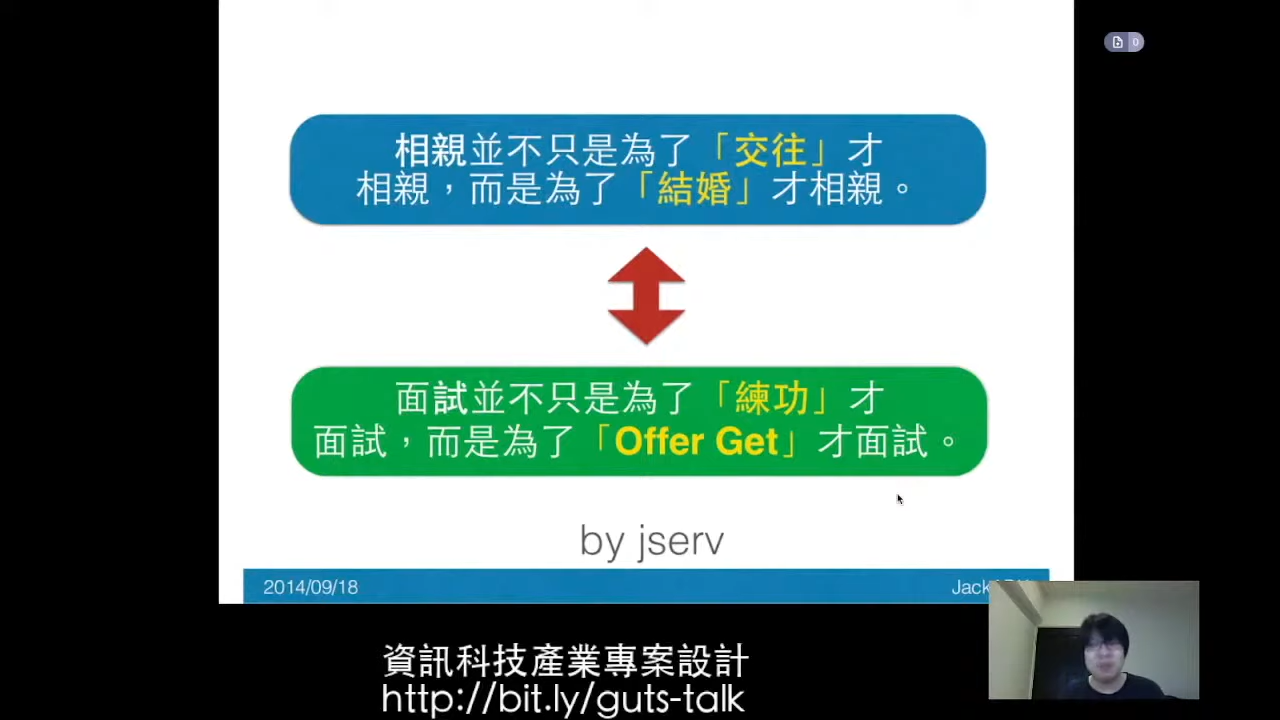 0
相親並不只是為了「交往」才
相親，而是為了「結婚」才相親。
面試並不只是為了「練功」才
面試，而是為了「Offer Get」才面試。
by jserv
2014/09/18
Jack
資訊科技產業專案設計
http://bit.ly/guts-talk